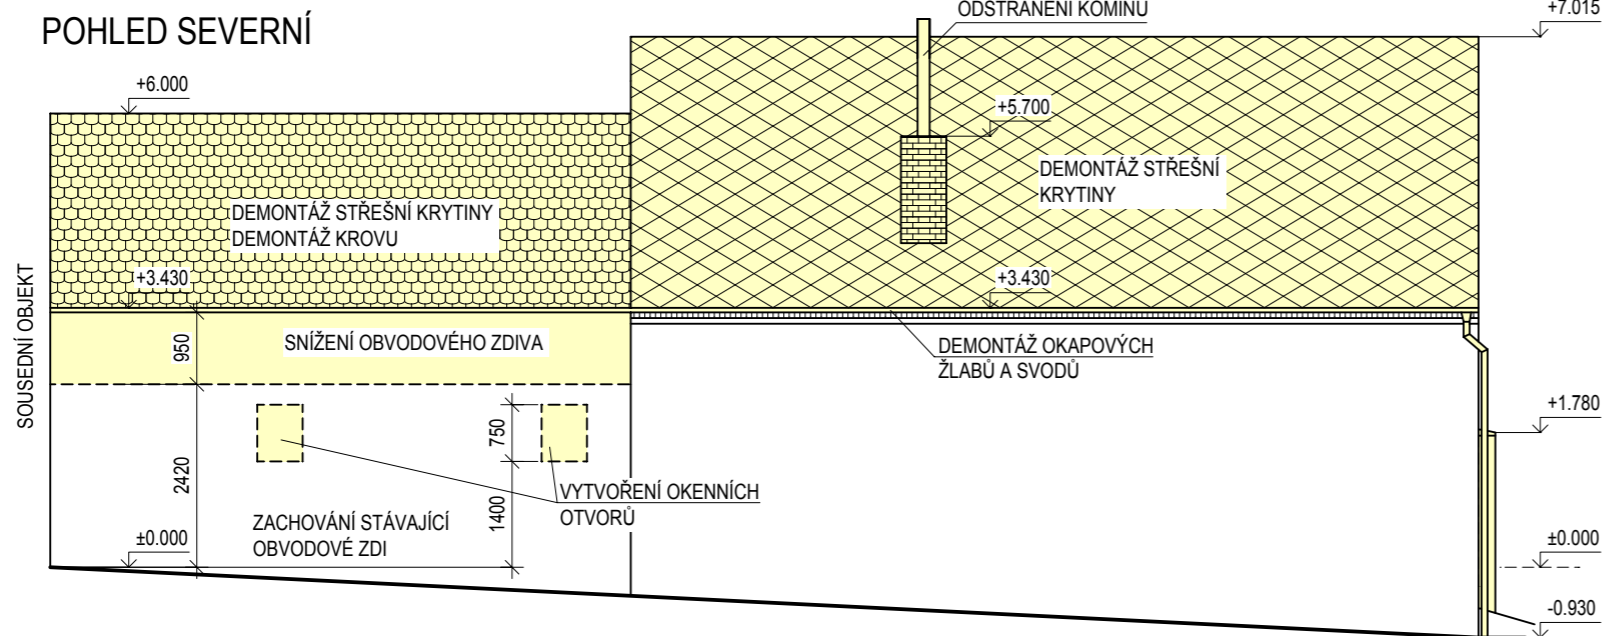 ODSTRANĚNÍ KOMÍNU
+7.015
POHLED SEVERNÍ
+6.000
+5.700
DEMONTÁŽ STŘEŠNÍ
KRYTINY
DEMONTÁŽ STŘEŠNÍ KRYTINY
DEMONTÁŽ KROVU
+3.430
+3.430
SOUSEDNÍ OBJEKT
950
SNÍŽENÍ OBVODOVÉHO ZDIVA
DEMONTÁŽ OKAPOVÝCH
ŽLABŮ A SVODŮ
+1.780
750
2420
1400
VYTVOŘENÍ OKENNÍCH
OTVORŮ
ZACHOVÁNÍ STÁVAJÍCÍ
OBVODOVÉ ZDI
±0.000
±0.000
-0.930